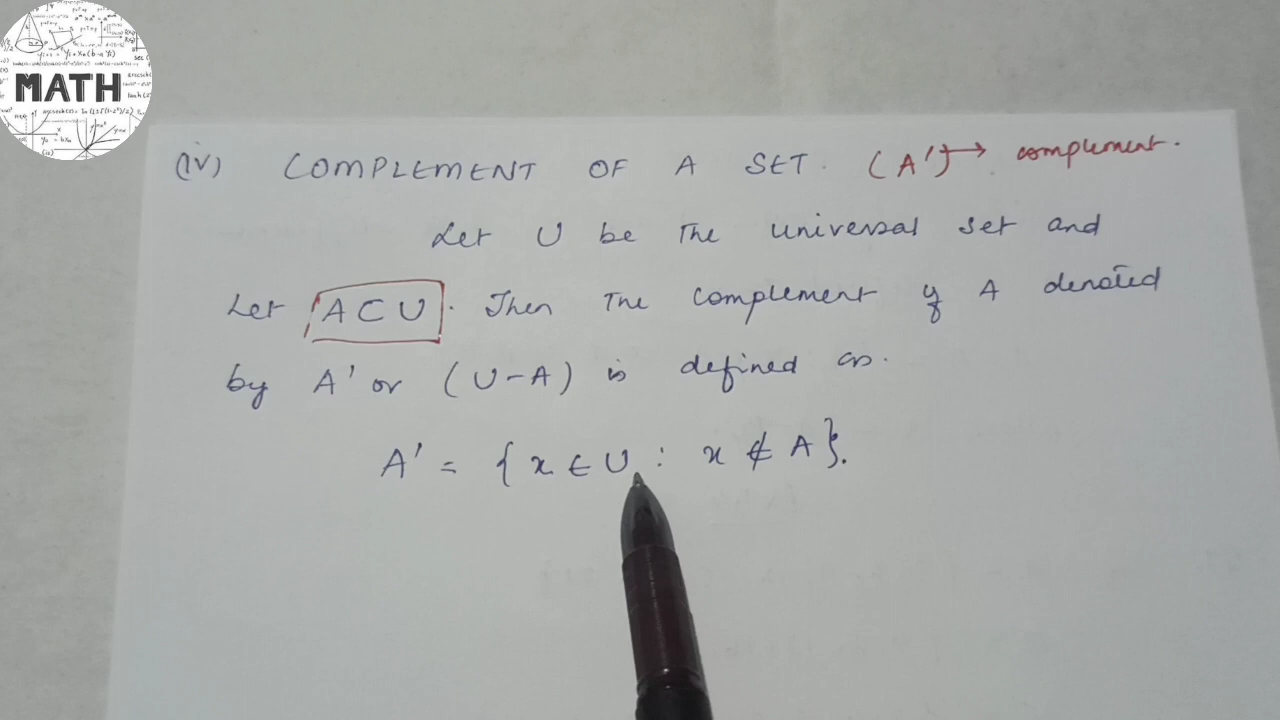 MATH
(iv) COMPLEMENT OF A SET. (A') → complement.
Let U be the universal set and
Let A ⊂ U. Then the complement of A denoted
by A' or (U-A) is defined as.
A' = {x ∈ U : x ∉ A}.